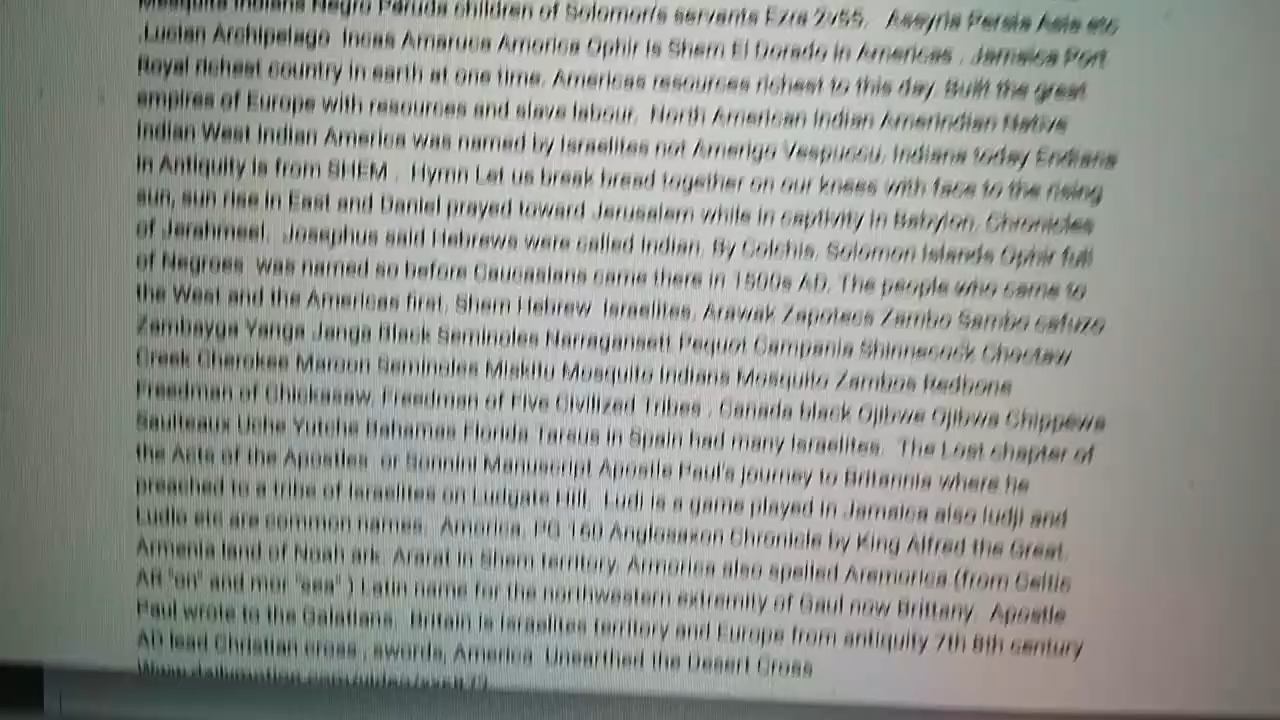 Mesquita Indians Negro Peruda children of Solomon's servants Ezra 2v55. Assyria Persia Asia etc
,Lucian Archipelago Incas Amaruca America Ophir is Shem El Dorado in Americas , Jamaica Port
Royal richest country in earth at one time. Americas resources richest to this day. Built the great
empires of Europe with resources and slave labour. North American Indian Amerindian Native
Indian West Indian America was named by Israelites not Amerigo Vespuccu, Indians today
in Antiquity is from SHEM . Hymn Let us break bread together on our knees with face to the rising
sun, sun rise in East and Daniel prayed toward Jerusalem while in captivity in Babylon. Chronicles
of Jerahmeel. Josephus said Hebrews were called Indian. By Colchis, Solomon Islands Ophir full
of Negroes was named so before Caucasians came there in 1500s AD. The people who came to
the West and the Americas first, Shem Hebrew Israelites, Arawak Zapotecs Zambo Sambo cafuzo
Zambayga Yanga Janga Black Seminoles Narragansett Pequot Campania Shinnecock Choctaw
Creek Cherokee Maroon Seminoles Miskitu Mosquito Indians Mosquito Zambos Redbone
Freedman of Chickasaw, Freedman of Five Civilized Tribes , Canada black Ojibwe Ojibwa Chippewa
Saulteaux Uche Yutche Bahamas Florida Tarsus in Spain had many Israelites. The Lost chapter of
the Acts of the Apostles or Sonnini Manuscript Apostle Paul's journey to Britannia where he
preached to a tribe of Israelites on Ludgate Hill, Ludi is a game played in Jamaica also ludji and
Ludlo etc are common names. America, PG 160 Anglosaxon Chronicle by King Alfred the Great.
Armenia land of Noah ark. Ararat in Shem territory. Armorica also spelled Aremorica (from Celtic
AR "on" and mor "sea" ) Latin name for the northwestern extremity of Gaul now Brittany. Apostle
Paul wrote to the Galatians. Britain is Israelites territory and Europe from antiquity 7th 8th century
AD lead Christian cross , swords, America Unearthed the Desert Cross